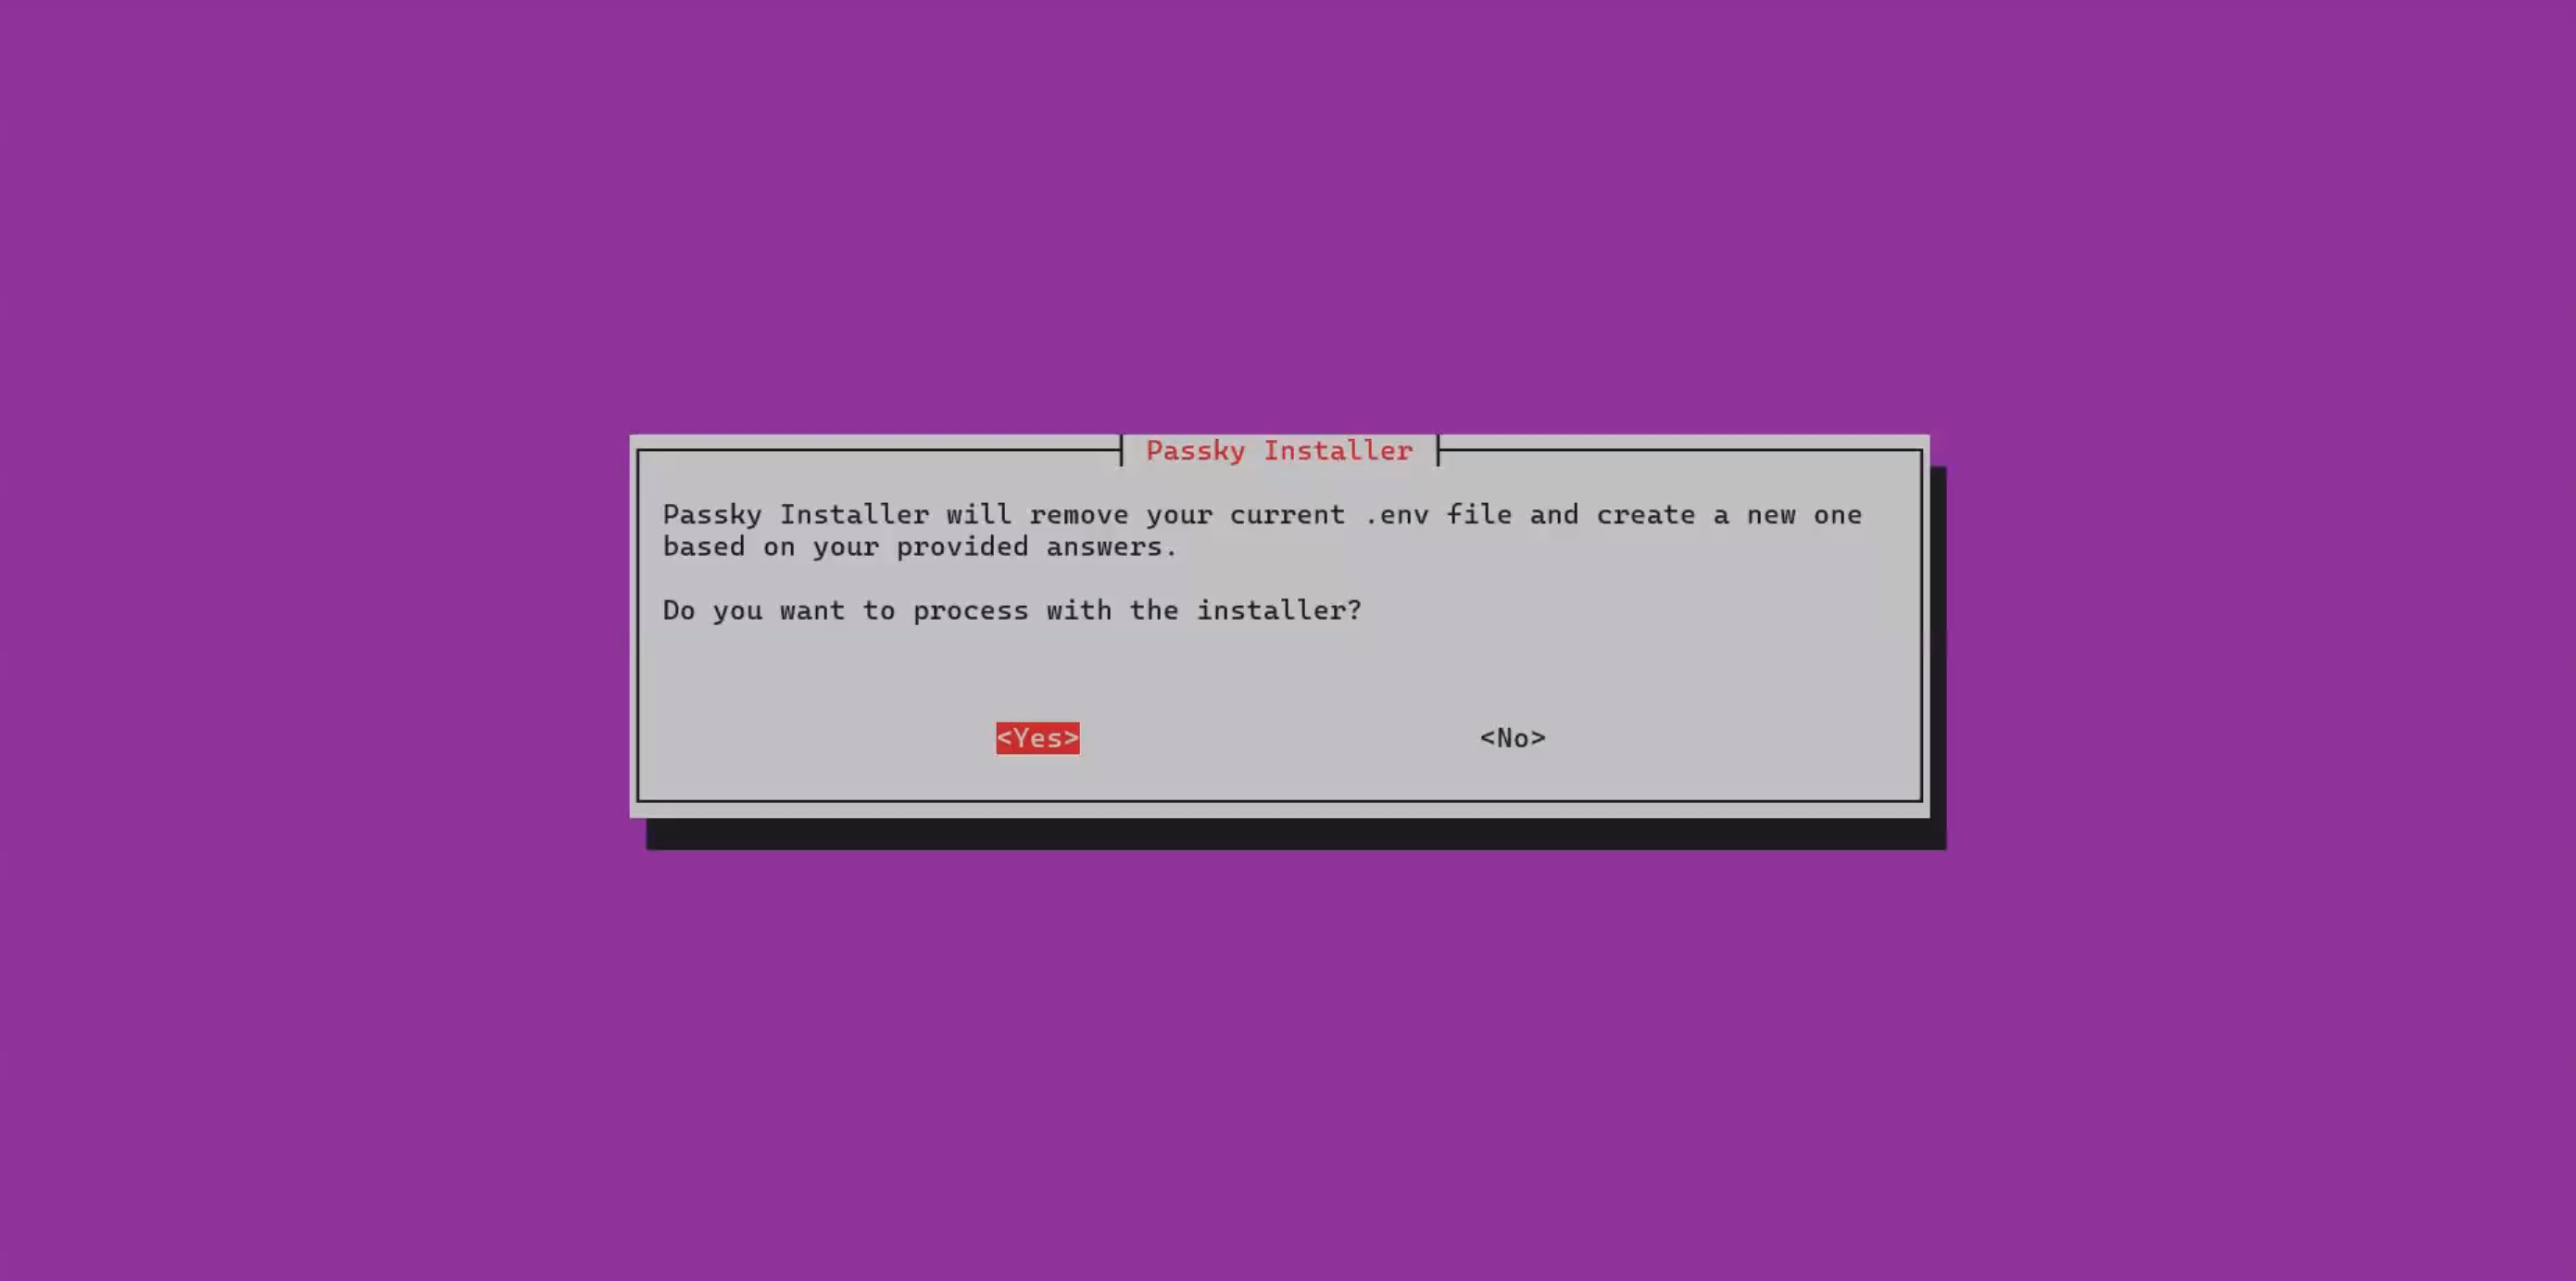 Passky Installer
Passky Installer will remove your current .env file and create a new one
based on your provided answers.
Do you want to process with the installer?
<Yes> <No>